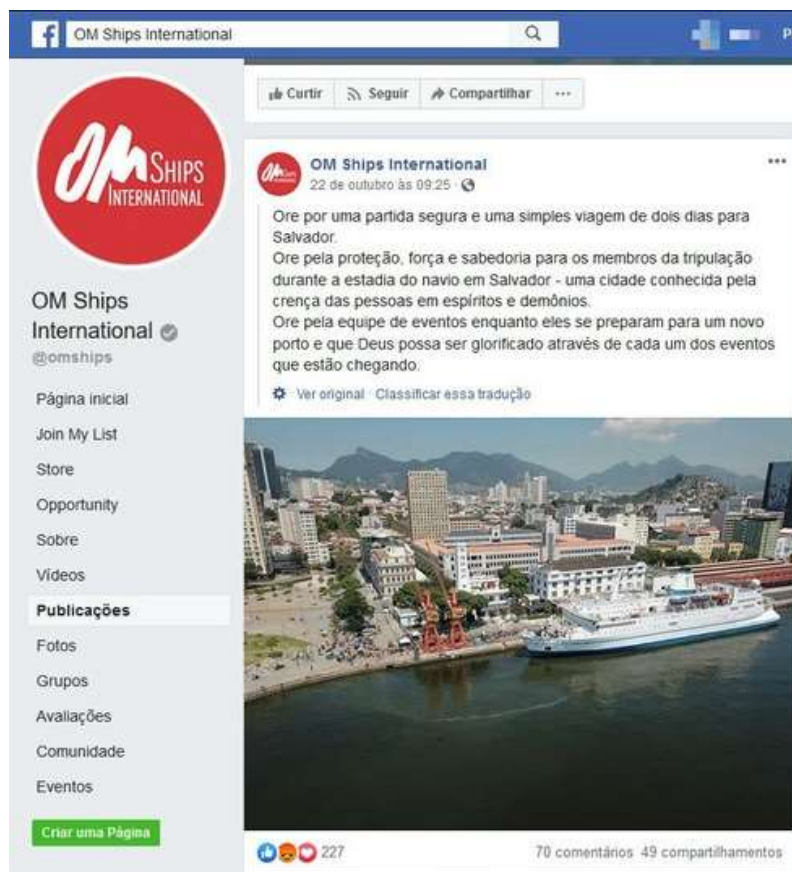 OM Ships International
P
OM SHIPS
INTERNATIONAL
OM Ships
International
@omships
Página inicial
Join My List
Store
Opportunity
Sobre
Vídeos
Publicações
Fotos
Grupos
Avaliações
Comunidade
Eventos
Criar uma Página
Curtir Seguir Compartilhar ...
OM Ships International
22 de outubro às 09:25 ·
Ore por uma partida segura e uma simples viagem de dois dias para
Salvador.
Ore pela proteção, força e sabedoria para os membros da tripulação
durante a estadia do navio em Salvador - uma cidade conhecida pela
crença das pessoas em espíritos e demônios.
Ore pela equipe de eventos enquanto eles se preparam para um novo
porto e que Deus possa ser glorificado através de cada um dos eventos
que estão chegando.
Ver original · Classificar essa tradução
227 70 comentários 49 compartilhamentos